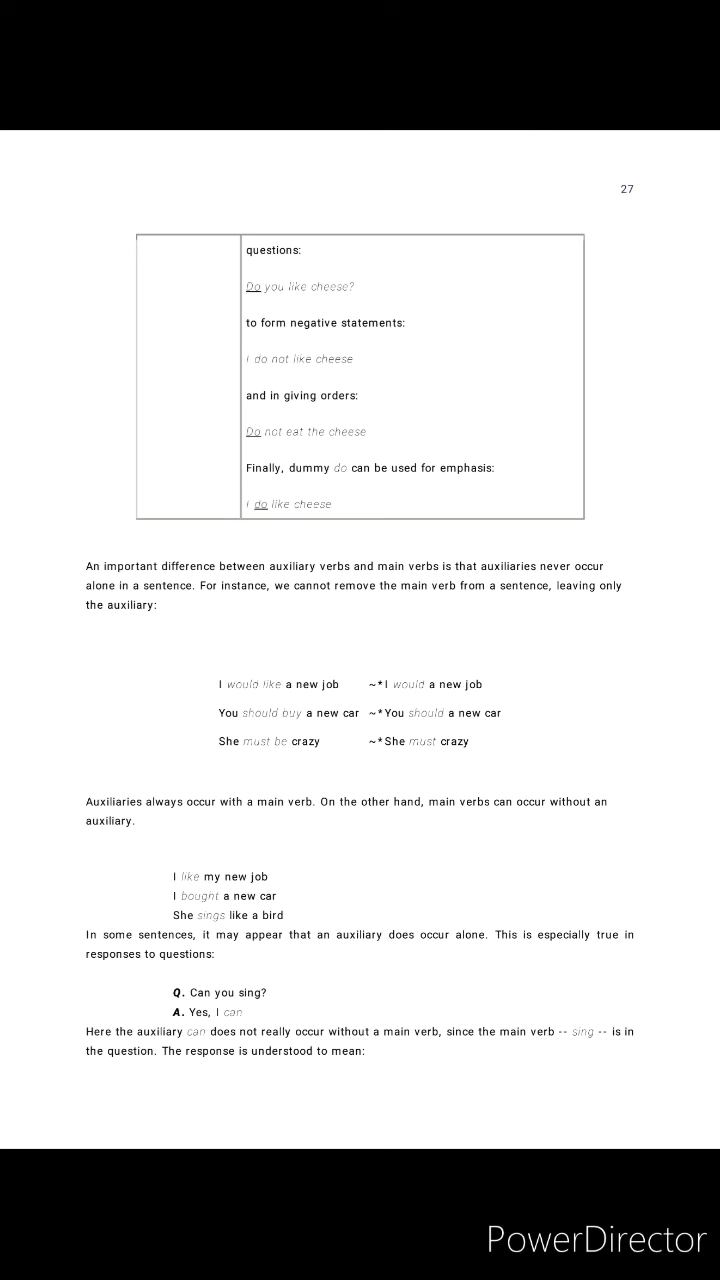 27
questions:
Do you like cheese?
to form negative statements:
I do not like cheese
and in giving orders:
Do not eat the cheese
Finally, dummy do can be used for emphasis:
I do like cheese
An important difference between auxiliary verbs and main verbs is that auxiliaries never occur
alone in a sentence. For instance, we cannot remove the main verb from a sentence, leaving only
the auxiliary:
I would like a new job ~*I would a new job
You should buy a new car ~*You should a new car
She must be crazy ~*She must crazy
Auxiliaries always occur with a main verb. On the other hand, main verbs can occur without an
auxiliary.
I like my new job
I bought a new car
She sings like a bird
In some sentences, it may appear that an auxiliary does occur alone. This is especially true in
responses to questions:
Q. Can you sing?
A. Yes, I can
Here the auxiliary can does not really occur without a main verb, since the main verb -- sing -- is in
the question. The response is understood to mean:
PowerDirector